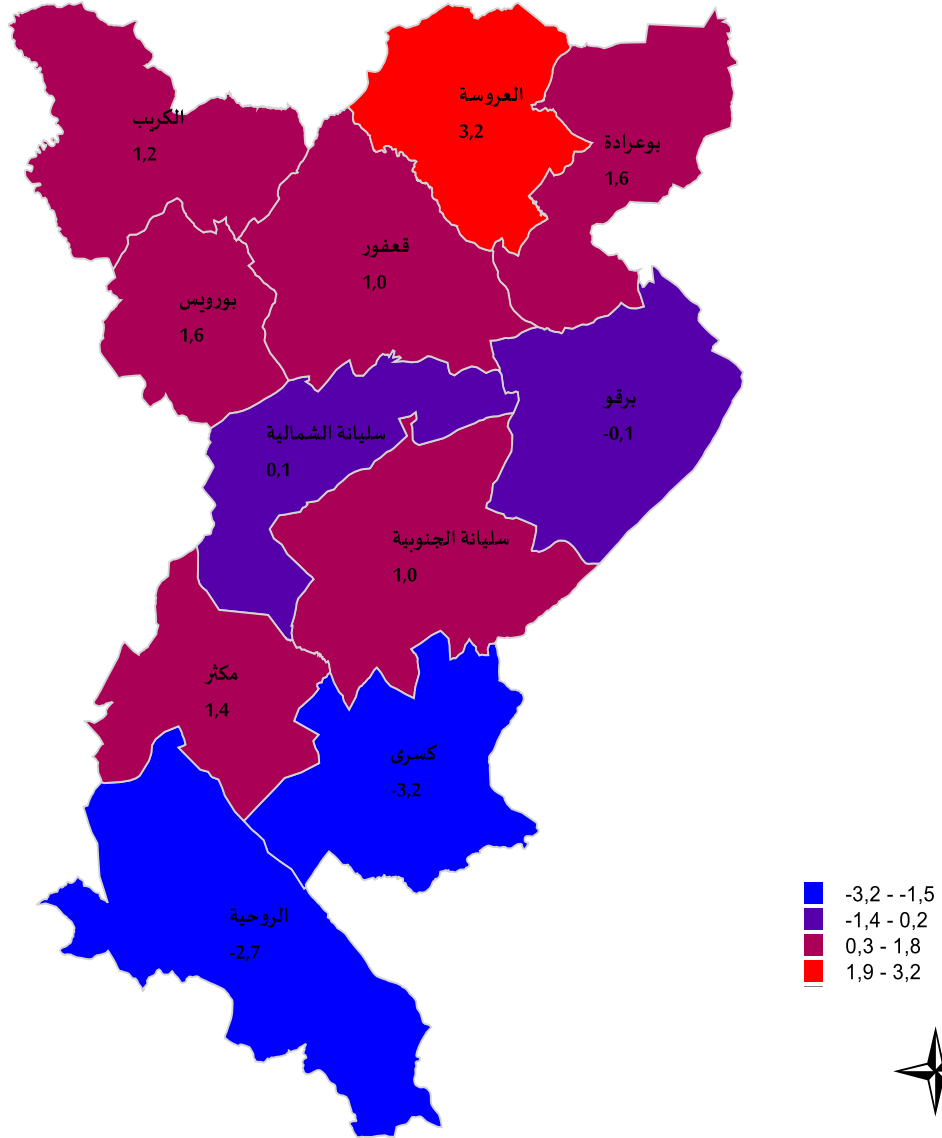 العروسة
3,2
الكريب
1,2
بوعرادة
1,6
قعفور
1,0
بورويس
1,6
برقو
-0,1
سليانة الشمالية
0,1
سليانة الجنوبية
1,0
مكثر
1,4
كسرى
-3,2
الروحية
-2,7
-3,2 - -1,5
-1,4 - 0,2
0,3 - 1,8
1,9 - 3,2